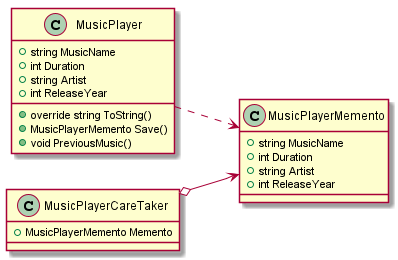 C MusicPlayer
string MusicName
int Duration
string Artist
int ReleaseYear
override string ToString()
MusicPlayerMemento Save()
void PreviousMusic()
C MusicPlayerMemento
string MusicName
int Duration
string Artist
int ReleaseYear
C MusicPlayerCareTaker
MusicPlayerMemento Memento